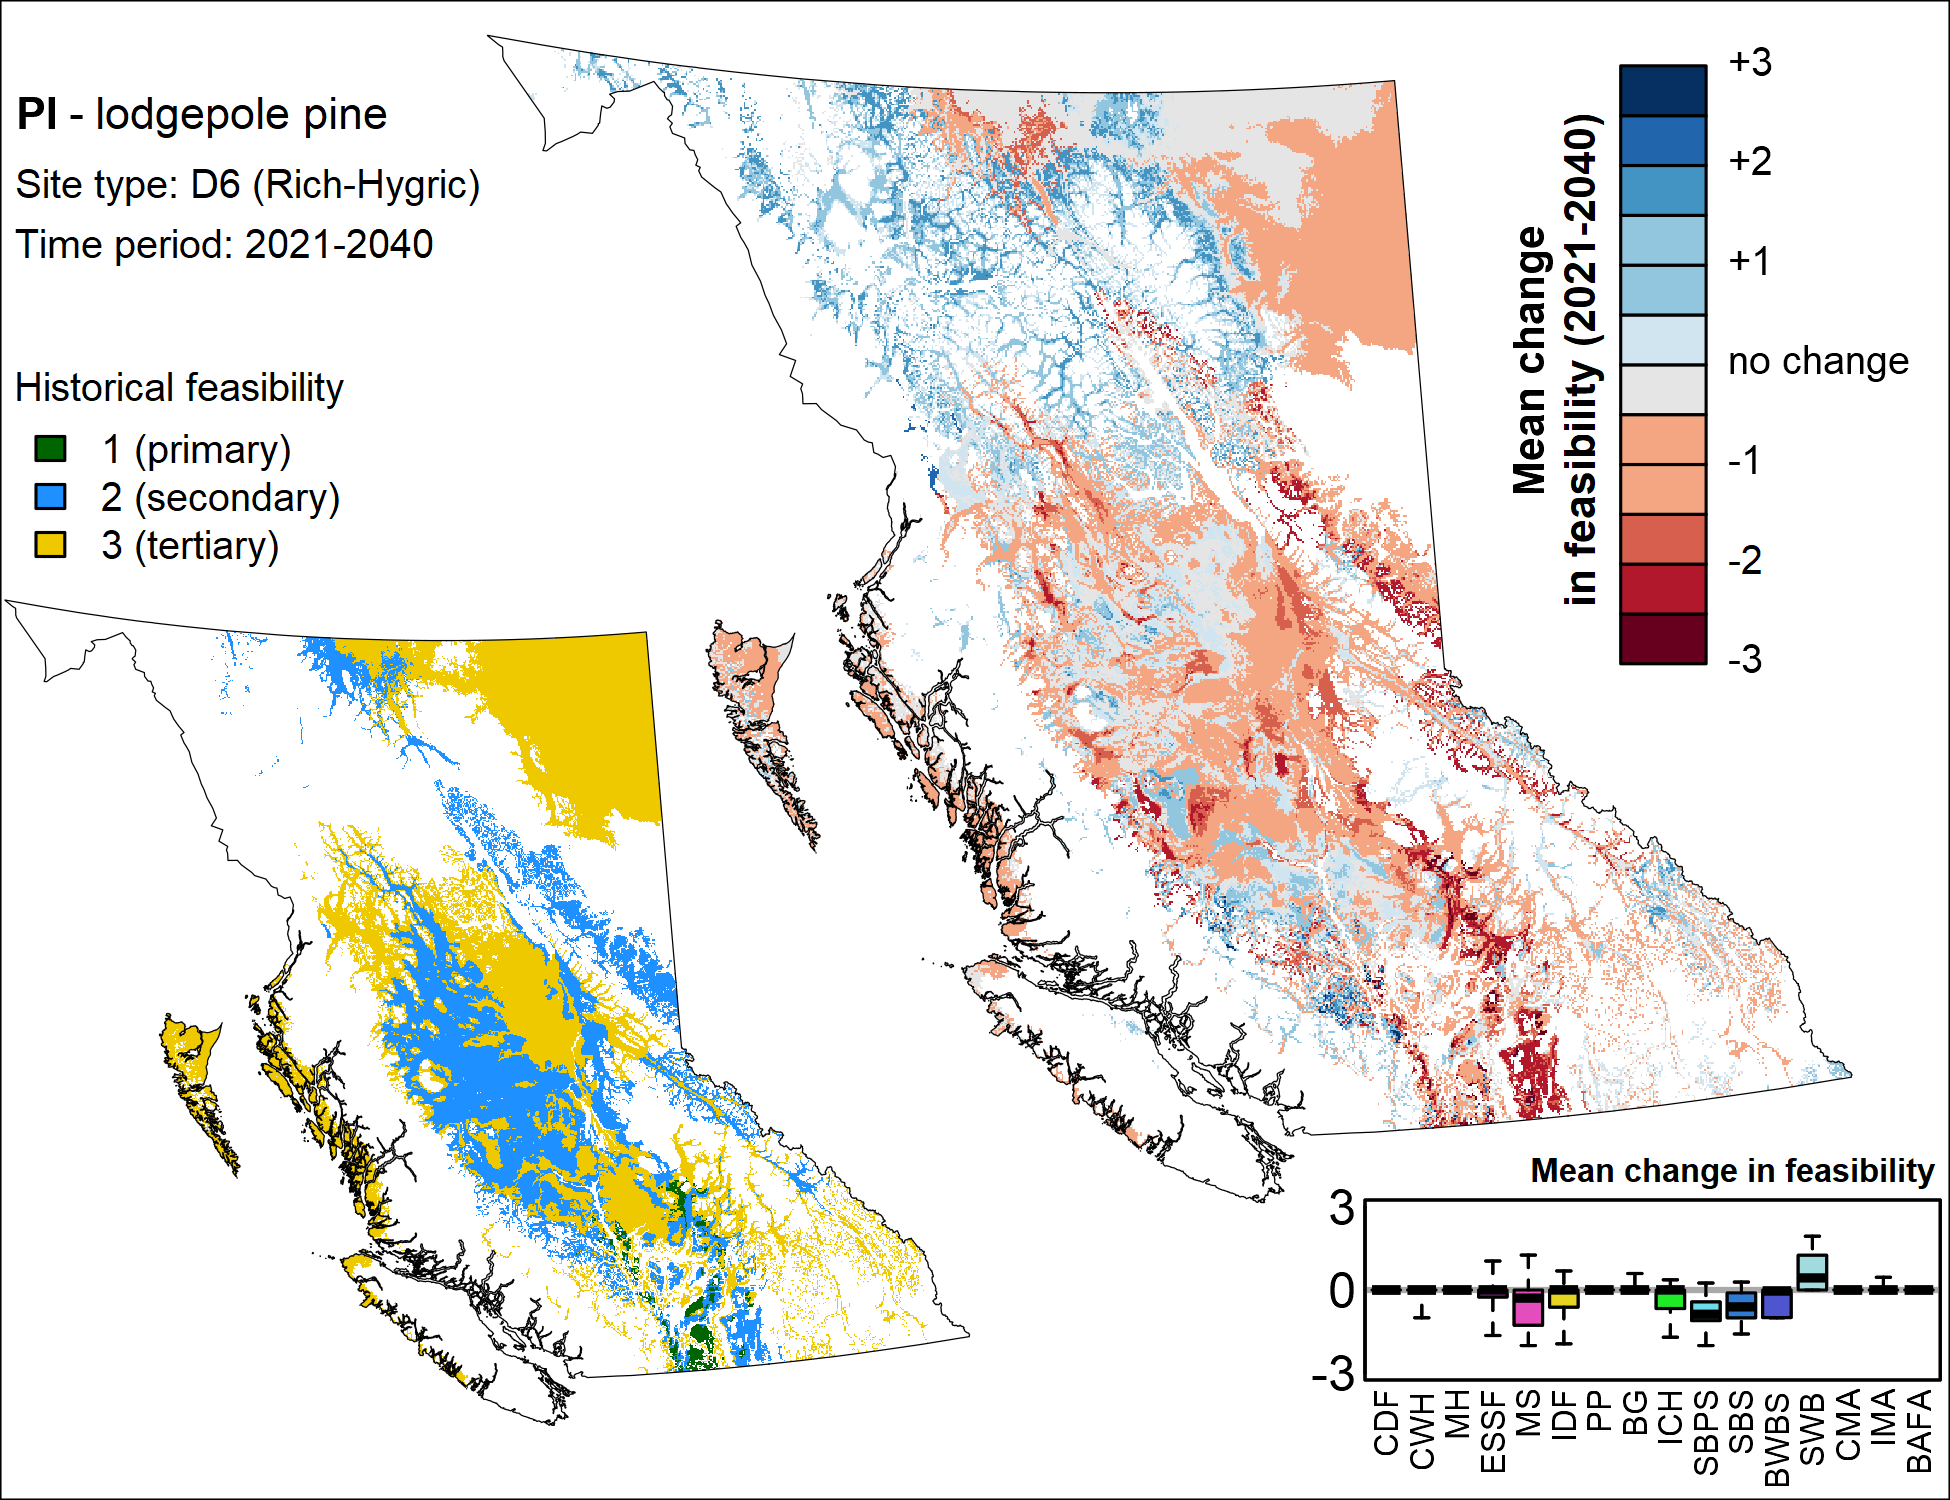 Pl - lodgepole pine
Site type: D6 (Rich-Hygric)
Time period: 2021-2040
Historical feasibility
1 (primary)
2 (secondary)
3 (tertiary)
Mean change
in feasibility (2021-2040)
+3
+2
+1
no change
-1
-2
-3
Mean change in feasibility
3
0
-3
CDF
CWH
MH
ESSF
MS
IDF
PP
BG
ICH
SBPS
SBS
BWBS
SWB
CMA
IMA
BAFA